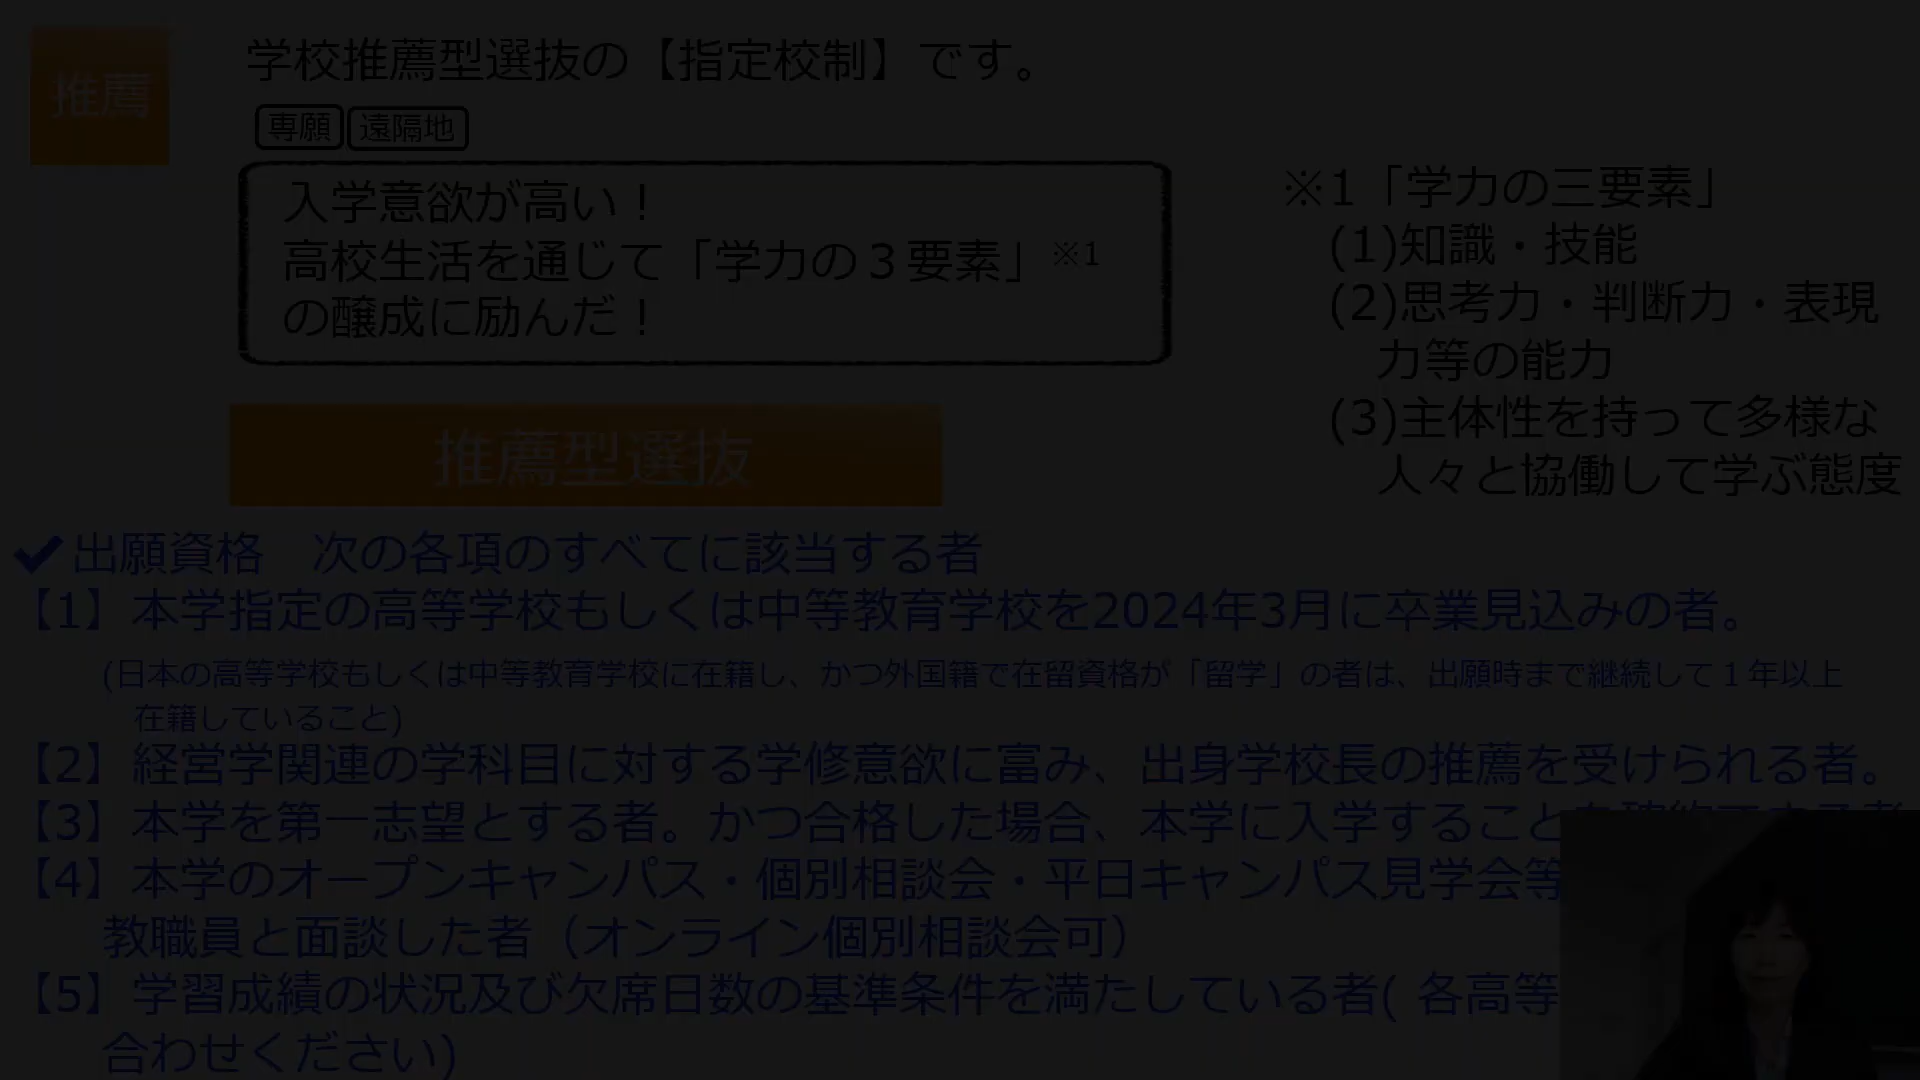 推薦
学校推薦型選抜の【指定校制】です。
専願 遠隔地
入学意欲が高い！
高校生活を通じて「学力の３要素」※1
の醸成に励んだ！
※1「学力の三要素」
(1)知識・技能
(2)思考力・判断力・表現
力等の能力
(3)主体性を持って多様な
人々と協働して学ぶ態度
推薦型選抜
✔出願資格　次の各項のすべてに該当する者
【1】本学指定の高等学校もしくは中等教育学校を2024年3月に卒業見込みの者。
(日本の高等学校もしくは中等教育学校に在籍し、かつ外国籍で在留資格が「留学」の者は、出願時まで継続して１年以上
在籍していること)
【2】経営学関連の学科目に対する学修意欲に富み、出身学校長の推薦を受けられる者。
【3】本学を第一志望とする者。かつ合格した場合、本学に入学すること
【4】本学のオープンキャンパス・個別相談会・平日キャンパス見学会等
教職員と面談した者（オンライン個別相談会可）
【5】学習成績の状況及び欠席日数の基準条件を満たしている者( 各高等
合わせください)